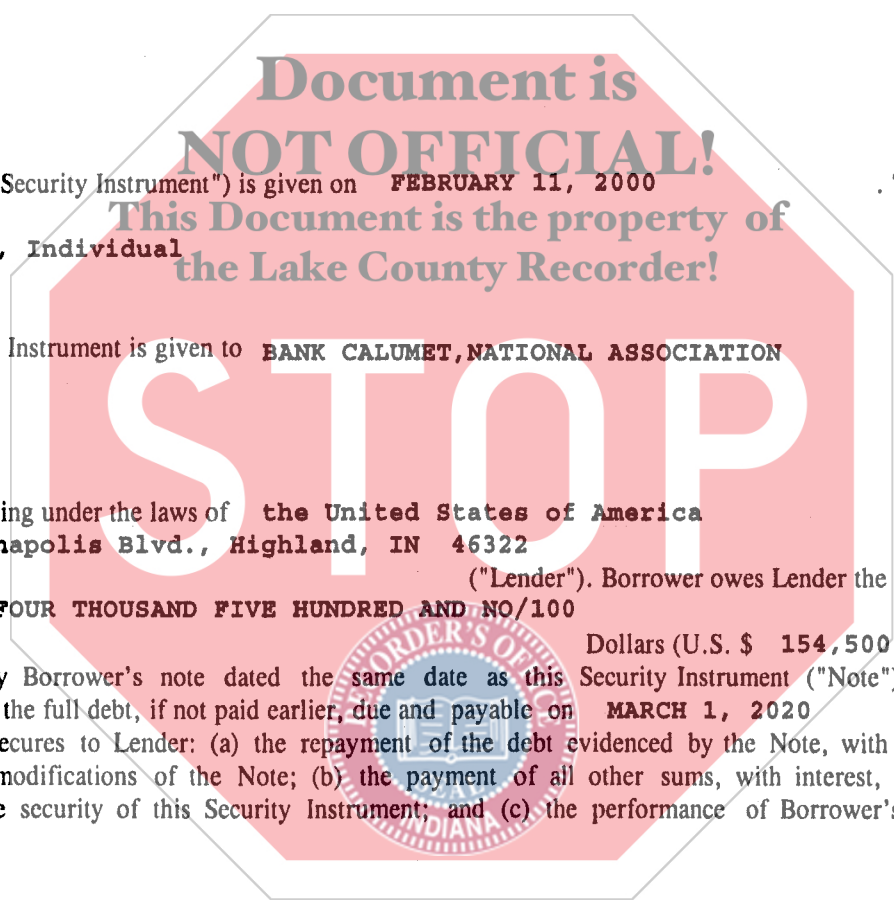 Document is
NOT OFFICIAL!
Security Instrument") is given on FEBRUARY 11, 2000 .
This Document is the property of
, Individual
the Lake County Recorder!
Instrument is given to BANK CALUMET,NATIONAL ASSOCIATION
STOP
ing under the laws of the United States of America
napolis Blvd., Highland, IN 46322
("Lender"). Borrower owes Lender the
FOUR THOUSAND FIVE HUNDRED AND NO/100
Dollars (U.S. $ 154,500
y Borrower's note dated the same date as this Security Instrument ("Note")
the full debt, if not paid earlier, due and payable on MARCH 1, 2020
ecures to Lender: (a) the repayment of the debt evidenced by the Note, with
nodifications of the Note; (b) the payment of all other sums, with interest,
e security of this Security Instrument; and (c) the performance of Borrower's
RECORDER'S OFFICE
SEAL
INDIANA